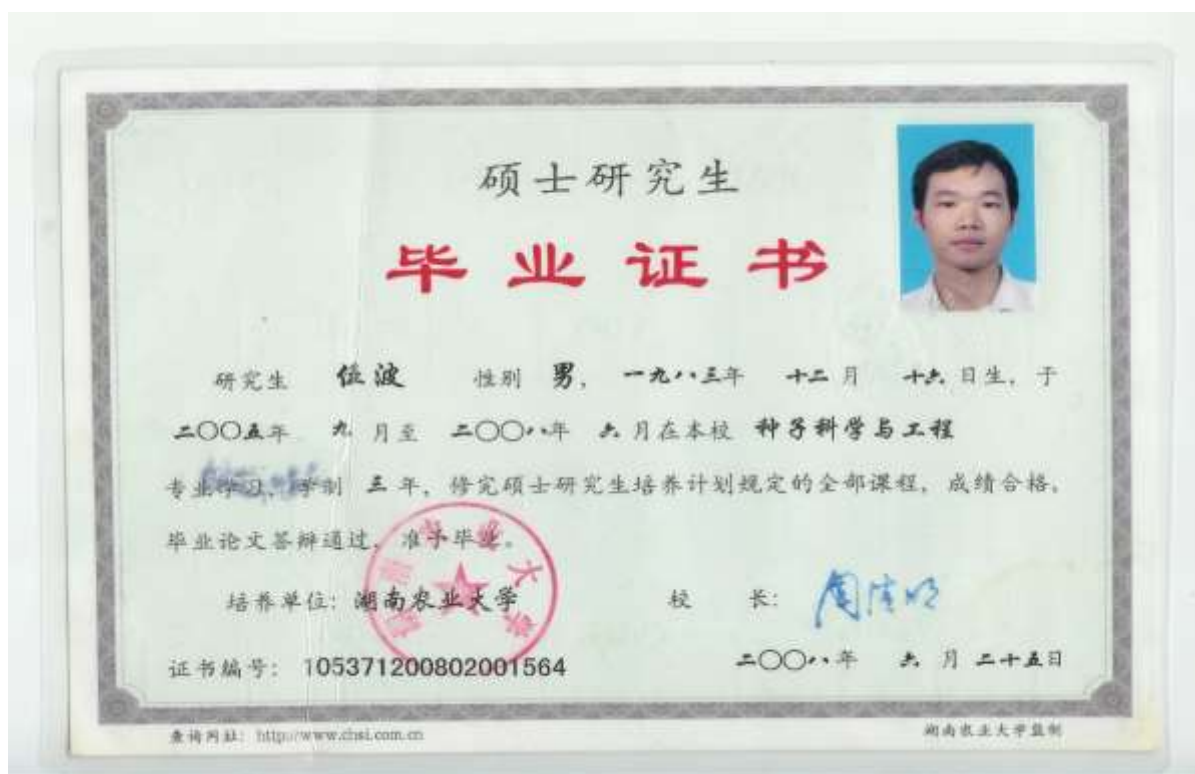 硕士研究生
毕业证书
研究生 伍波 性别 男, 一九八三年 十二月 十六日生, 于
二〇〇五年 九月至 二〇〇八年 六月在本校 种子科学与工程
专业学习, 学制 三年, 修完硕士研究生培养计划规定的全部课程, 成绩合格,
毕业论文答辩通过, 准予毕业。
培养单位: 湖南农业大学 校 长: 周清明
证书编号: 105371200802001564 二〇〇八年 六月二十五日
查询网址: http://www.chsi.com.cn 湖南农业大学监制